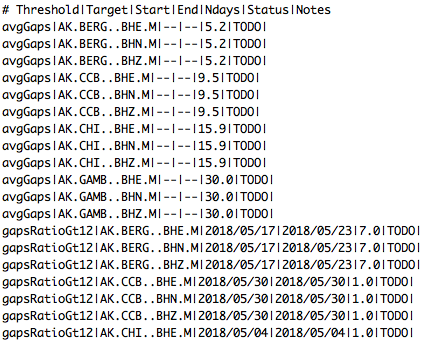 # Threshold|Target|Start|End|Ndays|Status|Notes
avgGaps|AK.BERG..BHE.M|--|--|5.2|TODO|
avgGaps|AK.BERG..BHN.M|--|--|5.2|TODO|
avgGaps|AK.BERG..BHZ.M|--|--|5.2|TODO|
avgGaps|AK.CCB..BHE.M|--|--|9.5|TODO|
avgGaps|AK.CCB..BHN.M|--|--|9.5|TODO|
avgGaps|AK.CCB..BHZ.M|--|--|9.5|TODO|
avgGaps|AK.CHI..BHE.M|--|--|15.9|TODO|
avgGaps|AK.CHI..BHN.M|--|--|15.9|TODO|
avgGaps|AK.CHI..BHZ.M|--|--|15.9|TODO|
avgGaps|AK.GAMB..BHE.M|--|--|30.0|TODO|
avgGaps|AK.GAMB..BHN.M|--|--|30.0|TODO|
avgGaps|AK.GAMB..BHZ.M|--|--|30.0|TODO|
gapsRatioGt12|AK.BERG..BHE.M|2018/05/17|2018/05/23|7.0|TODO|
gapsRatioGt12|AK.BERG..BHN.M|2018/05/17|2018/05/23|7.0|TODO|
gapsRatioGt12|AK.BERG..BHZ.M|2018/05/17|2018/05/23|7.0|TODO|
gapsRatioGt12|AK.CCB..BHE.M|2018/05/30|2018/05/30|1.0|TODO|
gapsRatioGt12|AK.CCB..BHN.M|2018/05/30|2018/05/30|1.0|TODO|
gapsRatioGt12|AK.CCB..BHZ.M|2018/05/30|2018/05/30|1.0|TODO|
gapsRatioGt12|AK.CHI..BHE.M|2018/05/04|2018/05/04|1.0|TODO|